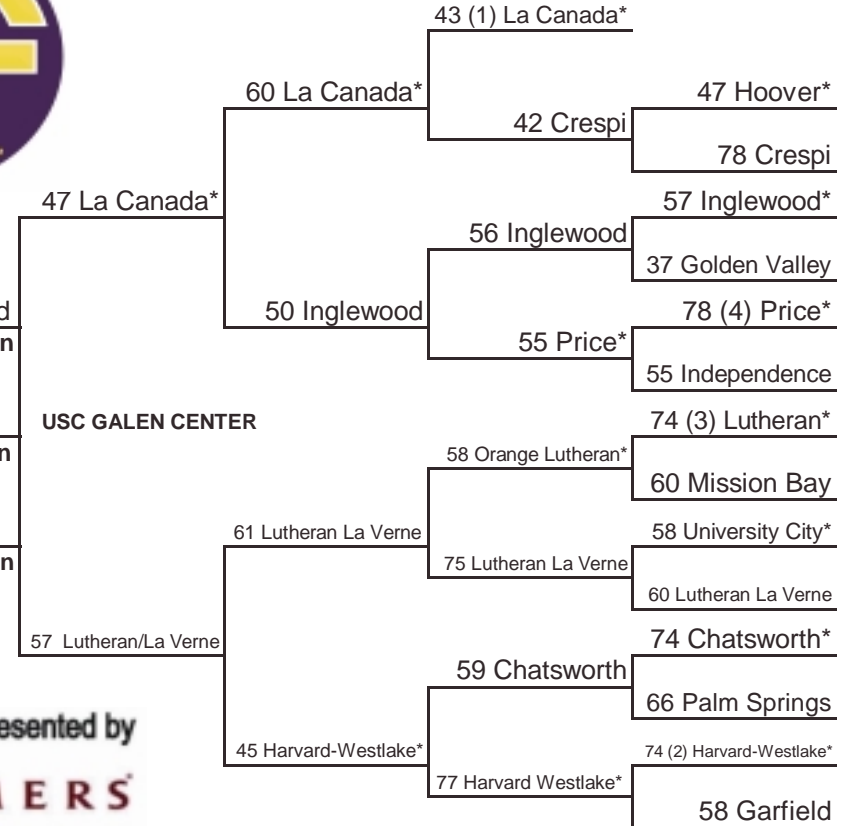 43 (1) La Canada*
60 La Canada*
47 Hoover*
42 Crespi
78 Crespi
47 La Canada*
57 Inglewood*
56 Inglewood
37 Golden Valley
50 Inglewood
78 (4) Price*
55 Price*
55 Independence
USC GALEN CENTER
74 (3) Lutheran*
58 Orange Lutheran*
60 Mission Bay
61 Lutheran La Verne
58 University City*
75 Lutheran La Verne
60 Lutheran La Verne
57 Lutheran/La Verne
74 Chatsworth*
59 Chatsworth
66 Palm Springs
45 Harvard-Westlake*
74 (2) Harvard-Westlake*
77 Harvard Westlake*
58 Garfield